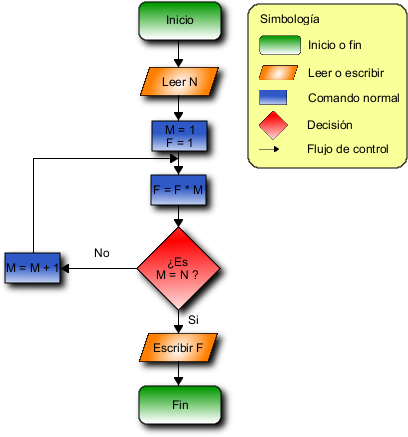 Inicio
Leer N
M = 1
F = 1
F = F * M
¿Es
M = N ?
No
M = M + 1
Si
Escribir F
Fin
Simbología
Inicio o fin
Leer o escribir
Comando normal
Decisión
Flujo de control